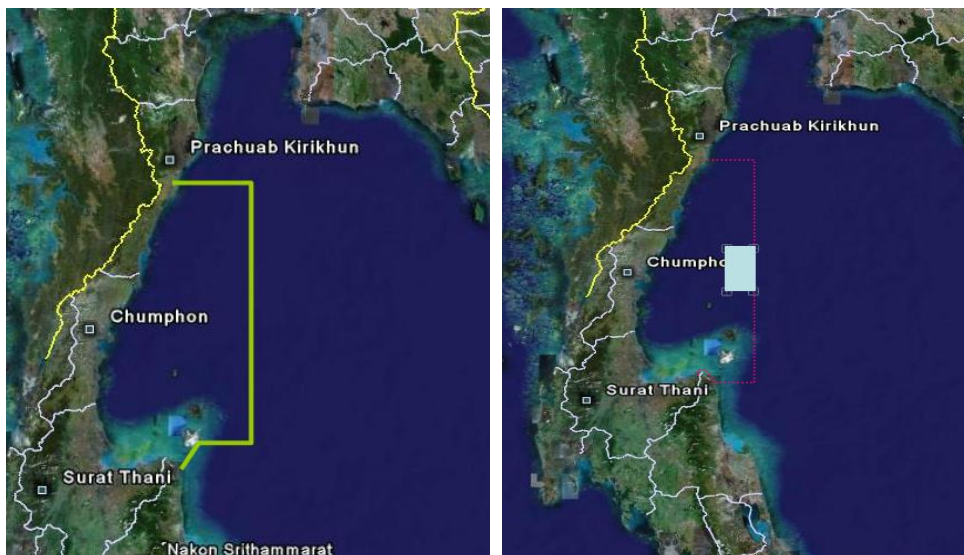 Prachuab Kirikhun
Chumphon
Surat Thani
Nakon Srithammarat
Prachuab Kirikhun
Chumpho
Surat Thani